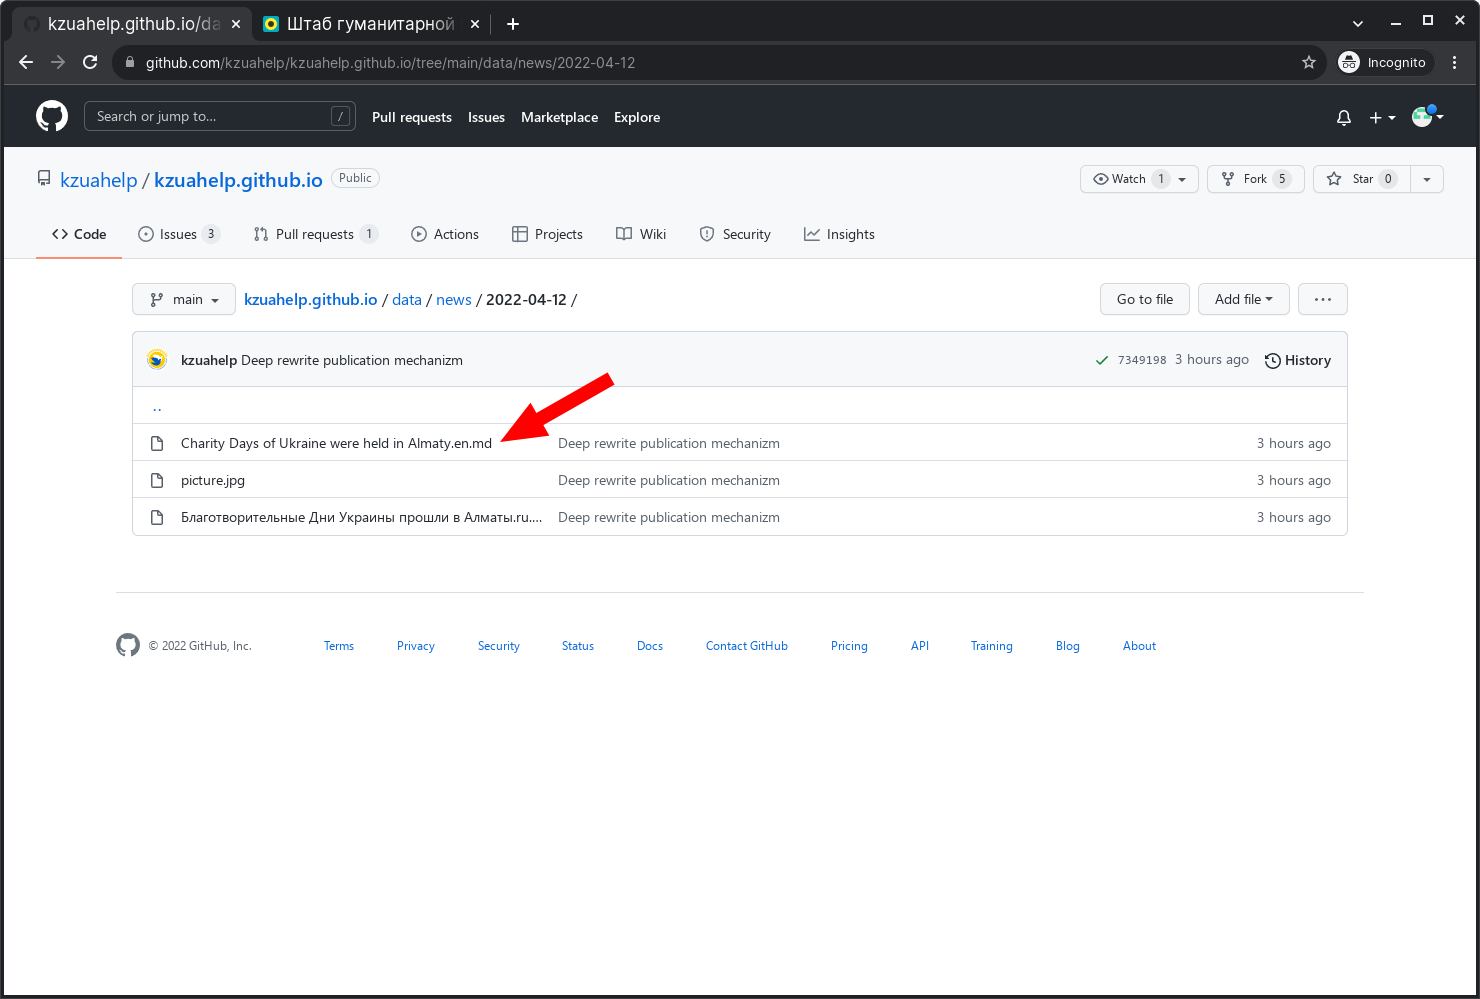 kzuahelp.github.io/da
Штаб гуманитарной
github.com/kzuahelp/kzuahelp.github.io/tree/main/data/news/2022-04-12
Incognito
Search or jump to…
/
Pull requests
Issues
Marketplace
Explore
kzuahelp / kzuahelp.github.io
Public
Watch 1
Fork 5
Star 0
Code
Issues 3
Pull requests 1
Actions
Projects
Wiki
Security
Insights
main
kzuahelp.github.io / data / news / 2022-04-12 /
Go to file
Add file
kzuahelp Deep rewrite publication mechanizm
7349198 3 hours ago
History
..
Charity Days of Ukraine were held in Almaty.en.md
Deep rewrite publication mechanizm
3 hours ago
picture.jpg
Deep rewrite publication mechanizm
3 hours ago
Благотворительные Дни Украины прошли в Алматы.ru.…
Deep rewrite publication mechanizm
3 hours ago
© 2022 GitHub, Inc.
Terms
Privacy
Security
Status
Docs
Contact GitHub
Pricing
API
Training
Blog
About